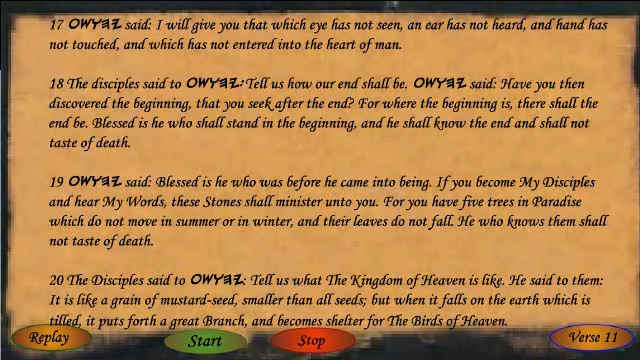 17 OWYAZ said: I will give you that which eye has not seen, an ear has not heard, and hand has
not touched, and which has not entered into the heart of man.
18 The disciples said to OWYAZ: Tell us how our end shall be. OWYAZ said: Have you then
discovered the beginning, that you seek after the end? For where the beginning is, there shall the
end be. Blessed is he who shall stand in the beginning, and he shall know the end and shall not
taste of death.
19 OWYAZ said: Blessed is he who was before he came into being. If you become My Disciples
and hear My Words, these Stones shall minister unto you. For you have five trees in Paradise
which do not move in summer or in winter, and their leaves do not fall. He who knows them shall
not taste of death.
20 The Disciples said to OWYAZ: Tell us what The Kingdom of Heaven is like. He said to them:
It is like a grain of mustard-seed, smaller than all seeds; but when it falls on the earth which is
tilled, it puts forth a great Branch, and becomes shelter for The Birds of Heaven.
Replay Start Stop Verse 11